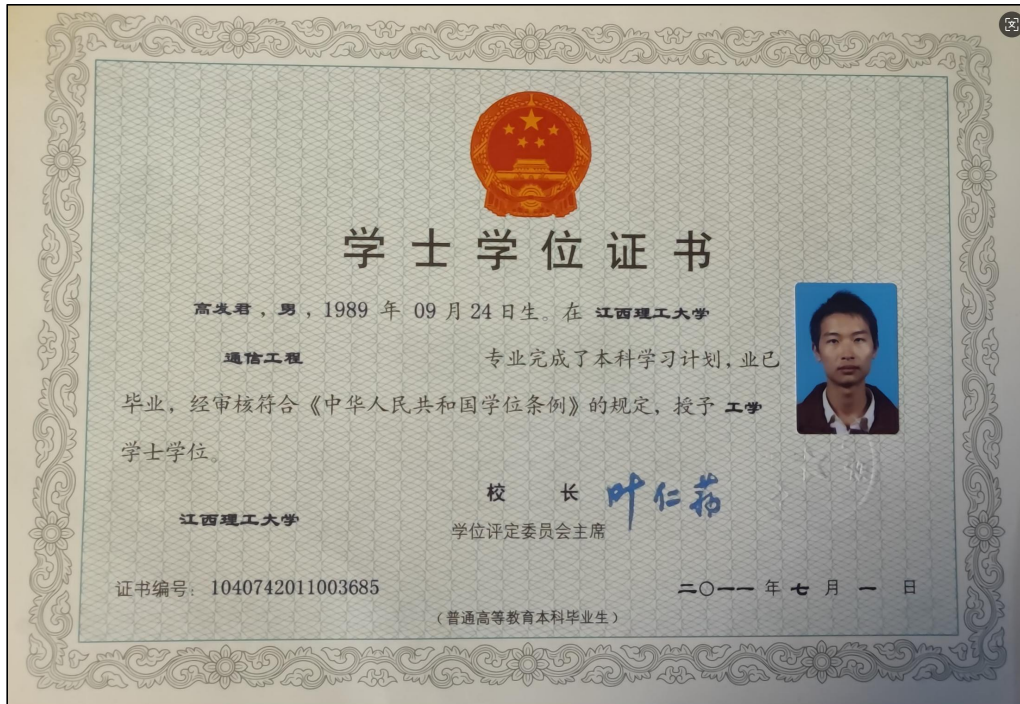 学士学位证书
高发君，男，1989 年 09 月 24 日生。在 江西理工大学
通信工程 专业完成了本科学习计划，业已
毕业，经审核符合《中华人民共和国学位条例》的规定，授予 工学
学士学位。
校 长 叶仁荪
江西理工大学
学位评定委员会主席
证书编号：1040742011003685
二〇一一 年 七 月 一 日
（普通高等教育本科毕业生）